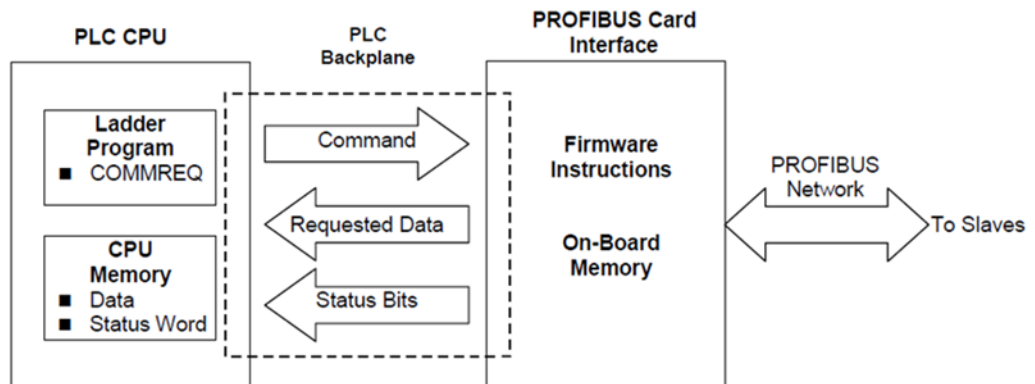 PLC CPU
PLC
Backplane
PROFIBUS Card
Interface
Ladder
Program
■ COMMREQ
CPU
Memory
■ Data
■ Status Word
Command
Requested Data
Status Bits
Firmware
Instructions
On-Board
Memory
PROFIBUS
Network
To Slaves